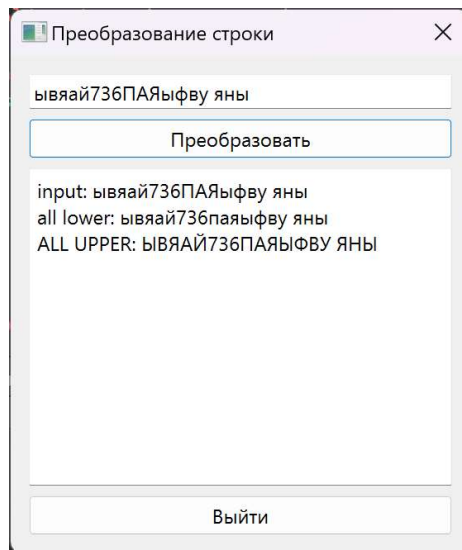 Преобразование строки
ывяай736ПАЯыфву яны
Преобразовать
input: ывяай736ПАЯыфву яны
all lower: ывяай736паяыфву яны
ALL UPPER: ЫВЯАЙ736ПАЯЫФВУ ЯНЫ
Выйти